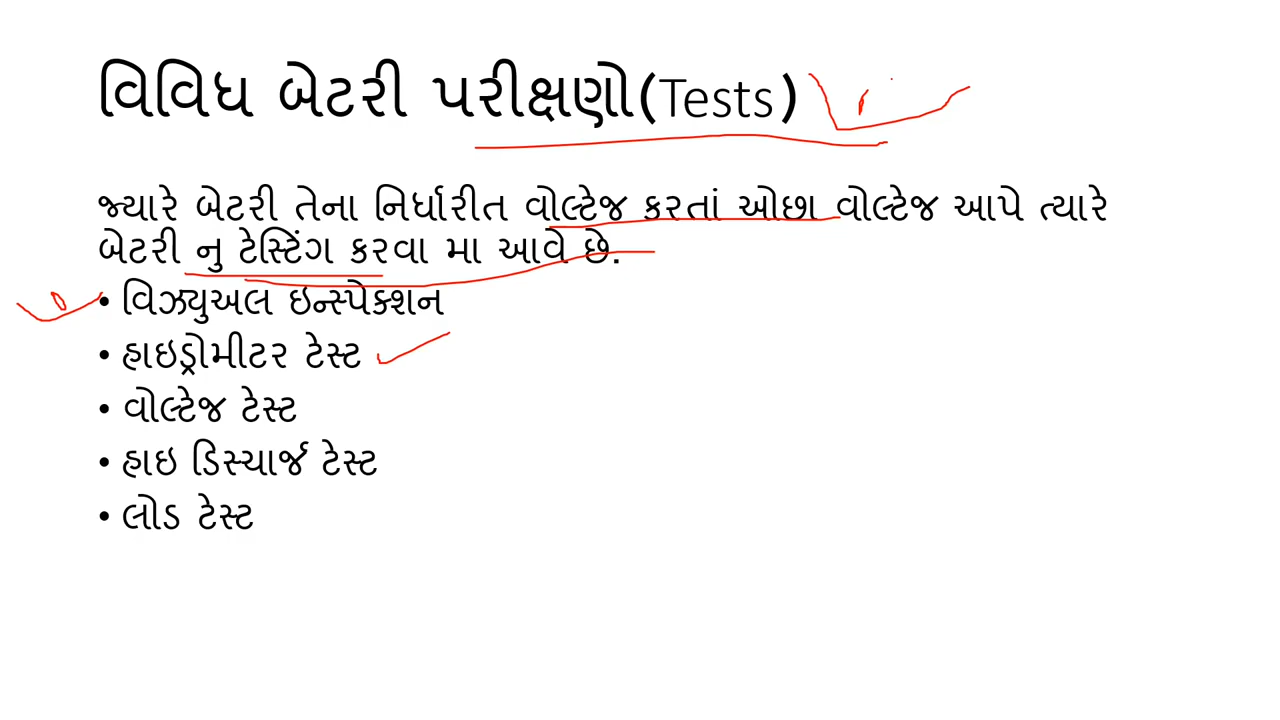 વિવિધ બેટરી પરીક્ષણો(Tests)
જ્યારે બેટરી તેના નિર્ધારીત વોલ્ટેજ કરતાં ઓછા વોલ્ટેજ આપે ત્યારે
બેટરી નુ ટેસ્ટિંગ કરવા મા આવે છે.
• વિઝ્યુઅલ ઇન્સ્પેક્શન
• હાઇડ્રોમીટર ટેસ્ટ
• વોલ્ટેજ ટેસ્ટ
• હાઇ ડિસ્ચાર્જ ટેસ્ટ
• લોડ ટેસ્ટ